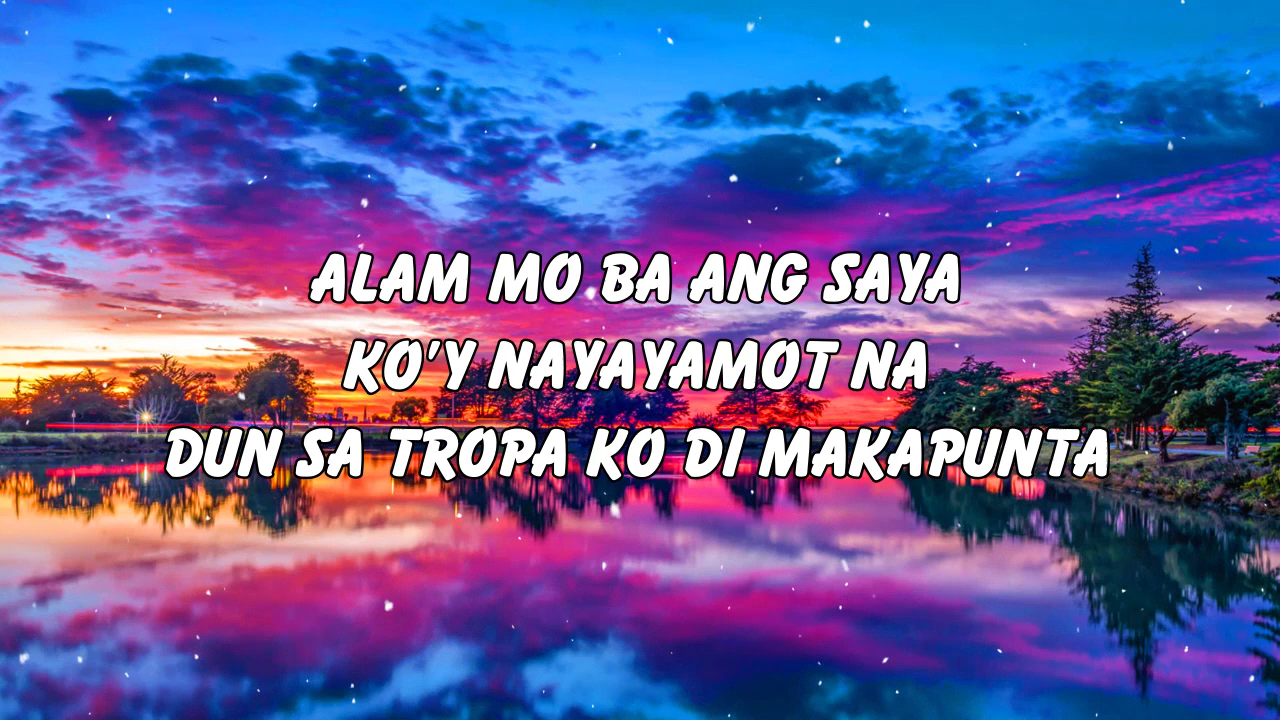 ALAM MO BA ANG SAYA
KO'Y NAYAYAMOT NA
DUN SA TROPA KO DI MAKAPUNTA